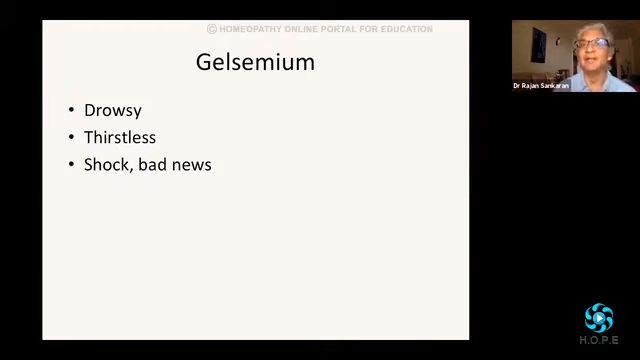 © HOMEOPATHY ONLINE PORTAL FOR EDUCATION
Gelsemium
• Drowsy
• Thirstless
• Shock, bad news
Dr Rajan Sankaran
H.O.P.E